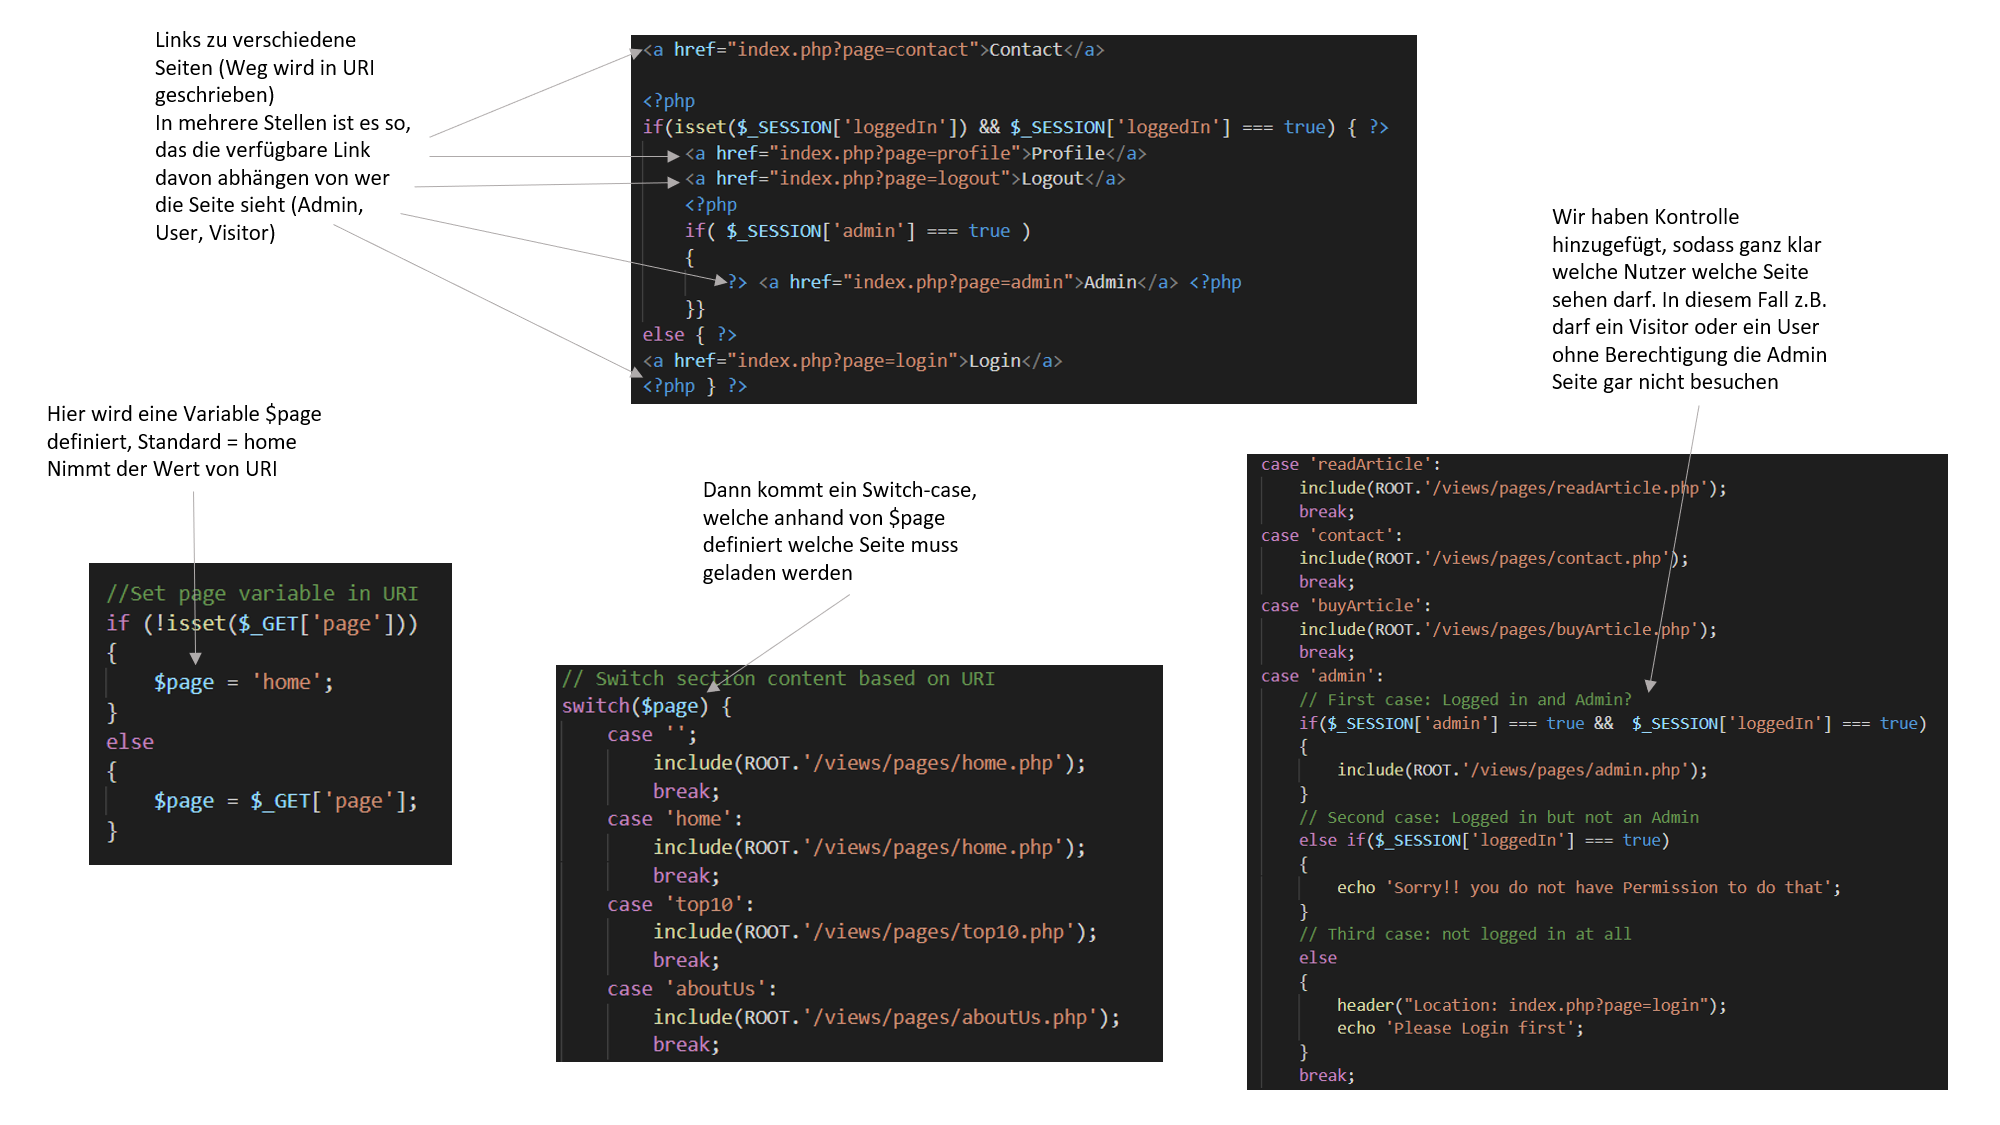 Links zu verschiedene
Seiten (Weg wird in URI
geschrieben)
In mehrere Stellen ist es so,
das die verfügbare Link
davon abhängen von wer
die Seite sieht (Admin,
User, Visitor)
<a href="index.php?page=contact">Contact</a>
<?php
if(isset($_SESSION['loggedIn']) && $_SESSION['loggedIn'] === true) { ?>
<a href="index.php?page=profile">Profile</a>
<a href="index.php?page=logout">Logout</a>
<?php
if( $_SESSION['admin'] === true )
{
?> <a href="index.php?page=admin">Admin</a> <?php
}}
else { ?>
<a href="index.php?page=login">Login</a>
<?php } ?>
Wir haben Kontrolle
hinzugefügt, sodass ganz klar
welche Nutzer welche Seite
sehen darf. In diesem Fall z.B.
darf ein Visitor oder ein User
ohne Berechtigung die Admin
Seite gar nicht besuchen
Hier wird eine Variable $page
definiert, Standard = home
Nimmt der Wert von URI
//Set page variable in URI
if (!isset($_GET['page']))
{
$page = 'home';
}
else
{
$page = $_GET['page'];
}
Dann kommt ein Switch-case,
welche anhand von $page
definiert welche Seite muss
geladen werden
// Switch section content based on URI
switch($page) {
case '';
include(ROOT.'/views/pages/home.php');
break;
case 'home':
include(ROOT.'/views/pages/home.php');
break;
case 'top10':
include(ROOT.'/views/pages/top10.php');
break;
case 'aboutUs':
include(ROOT.'/views/pages/aboutUs.php');
break;
case 'readArticle':
include(ROOT.'/views/pages/readArticle.php');
break;
case 'contact':
include(ROOT.'/views/pages/contact.php');
break;
case 'buyArticle':
include(ROOT.'/views/pages/buyArticle.php');
break;
case 'admin':
// First case: Logged in and Admin?
if($_SESSION['admin'] === true &&  $_SESSION['loggedIn'] === true)
{
include(ROOT.'/views/pages/admin.php');
}
// Second case: Logged in but not an Admin
else if($_SESSION['loggedIn'] === true)
{
echo 'Sorry!! you do not have Permission to do that';
}
// Third case: not logged in at all
else
{
header("Location: index.php?page=login");
echo 'Please Login first';
}
break;